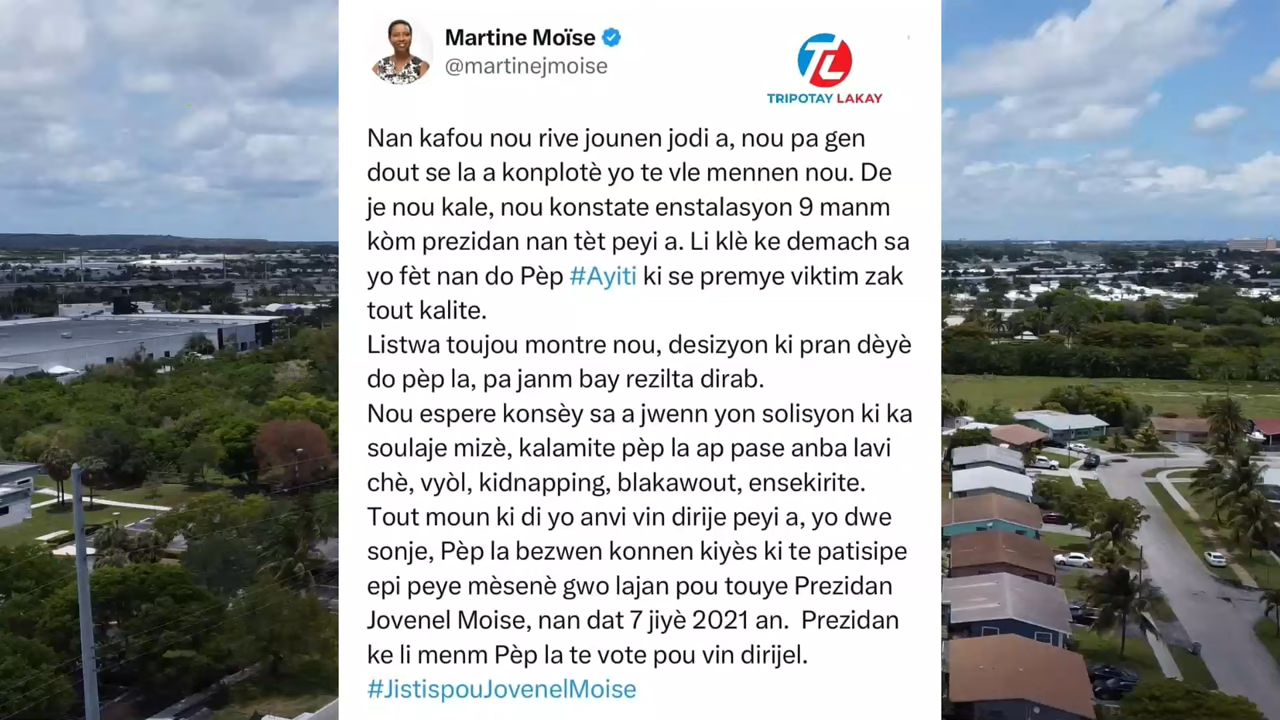 Martine Moïse
@martinejmoise
TL
TRIPOTAY LAKAY
Nan kafou nou rive jounen jodi a, nou pa gen
dout se la a konplotè yo te vle mennen nou. De
je nou kale, nou konstate enstalasyon 9 manm
kòm prezidan nan tèt peyi a. Li klè ke demach sa
yo fèt nan do Pèp #Ayiti ki se premye viktim zak
tout kalite.
Listwa toujou montre nou, desizyon ki pran dèyè
do pèp la, pa janm bay rezilta dirab.
Nou espere konsèy sa a jwenn yon solisyon ki ka
soulaje mizè, kalamite pèp la ap pase anba lavi
chè, vyòl, kidnapping, blakawout, ensekirite.
Tout moun ki di yo anvi vin dirije peyi a, yo dwe
sonje, Pèp la bezwen konnen kiyès ki te patisipe
epi peye mèsenè gwo lajan pou touye Prezidan
Jovenel Moise, nan dat 7 jiyè 2021 an. Prezidan
ke li menm Pèp la te vote pou vin dirijel.
#JistispouJovenelMoise